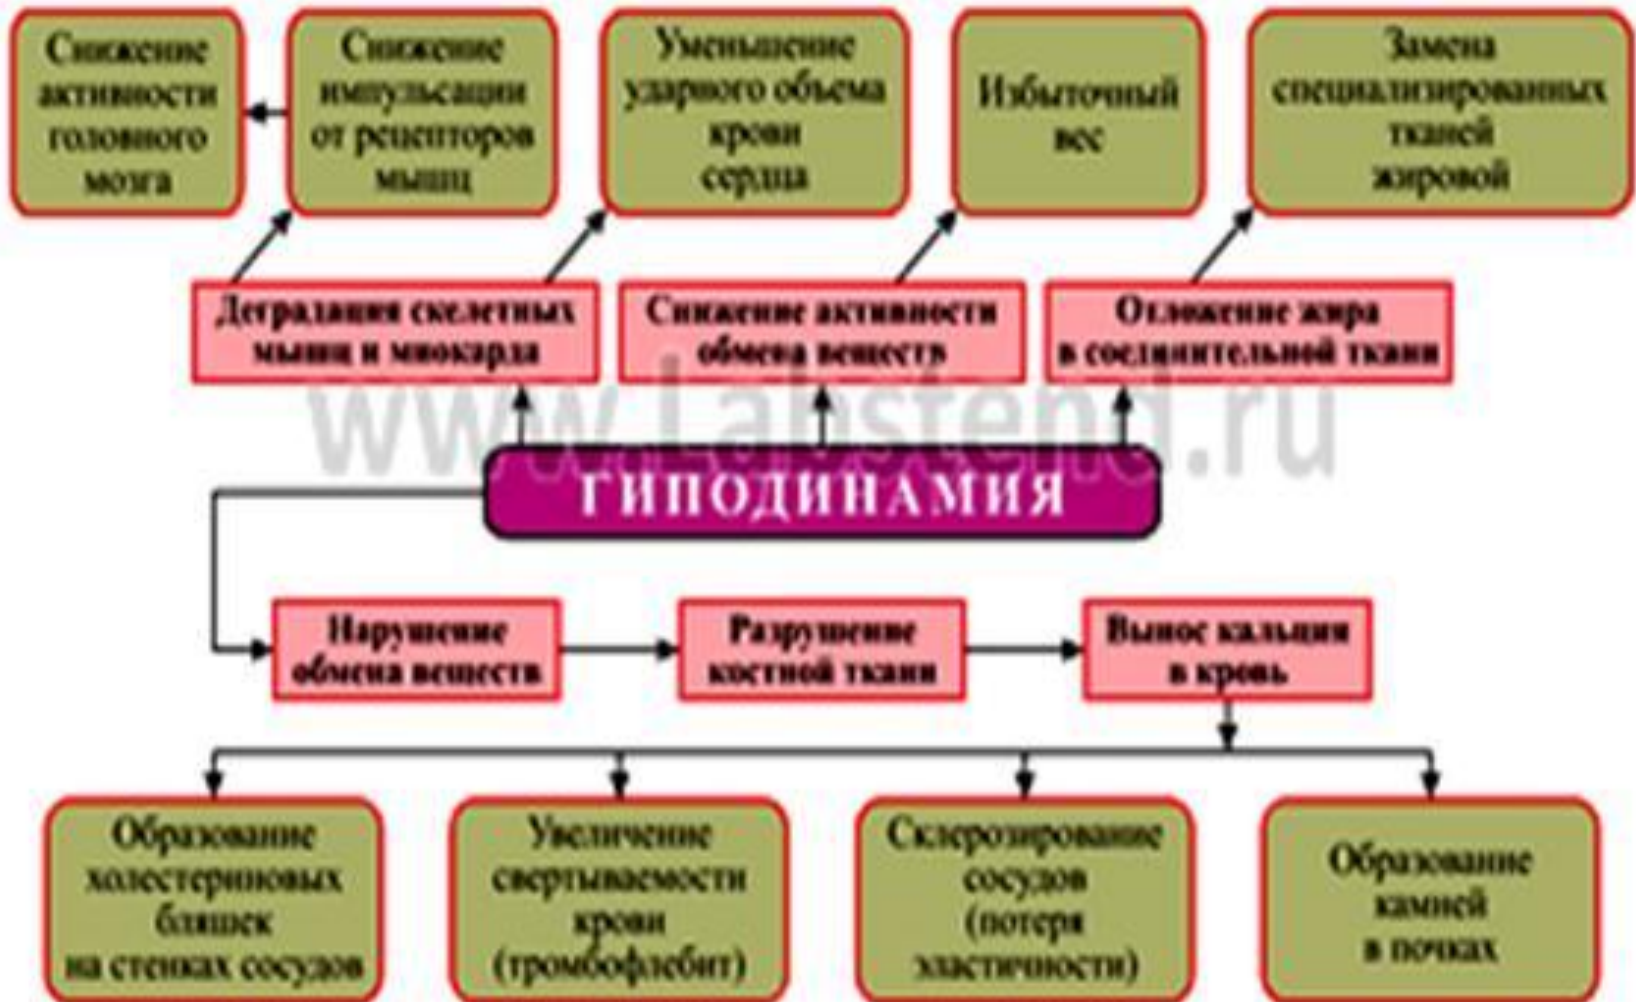 Снижение
активности
головного
мозга
Снижение
импульсации
от рецепторов
мышц
Уменьшение
ударного объема
крови
сердца
Избыточный
вес
Замена
специализированных
тканей
жировой
Деградация скелетных
мышц и миокарда
Снижение активности
обмена веществ
Отложение жира
в соединительной ткани
www.Labstend.ru
ГИПОДИНАМИЯ
Нарушение
обмена веществ
Разрушение
костной ткани
Вынос кальция
в кровь
Образование
холестериновых
бляшек
на стенках сосудов
Увеличение
свертываемости
крови
(тромбофлебит)
Склерозирование
сосудов
(потеря
эластичности)
Образование
камней
в почках